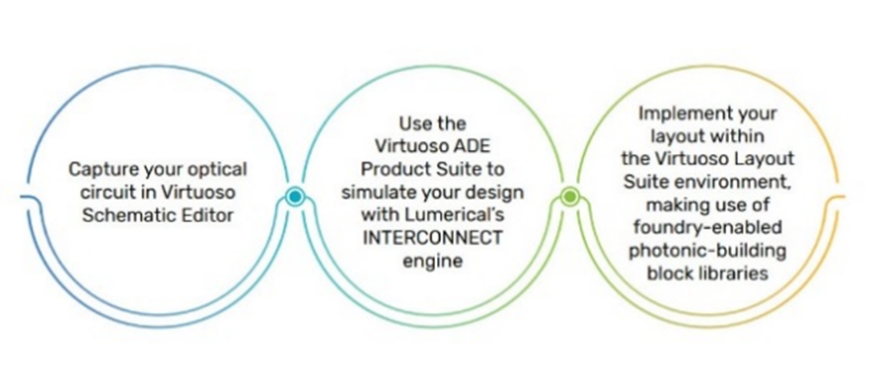 Capture your optical
circuit in Virtuoso
Schematic Editor
Use the
Virtuoso ADE
Product Suite to
simulate your design
with Lumerical's
INTERCONNECT
engine
Implement your
layout within
the Virtuoso Layout
Suite environment,
making use of
foundry-enabled
photonic-building
block libraries